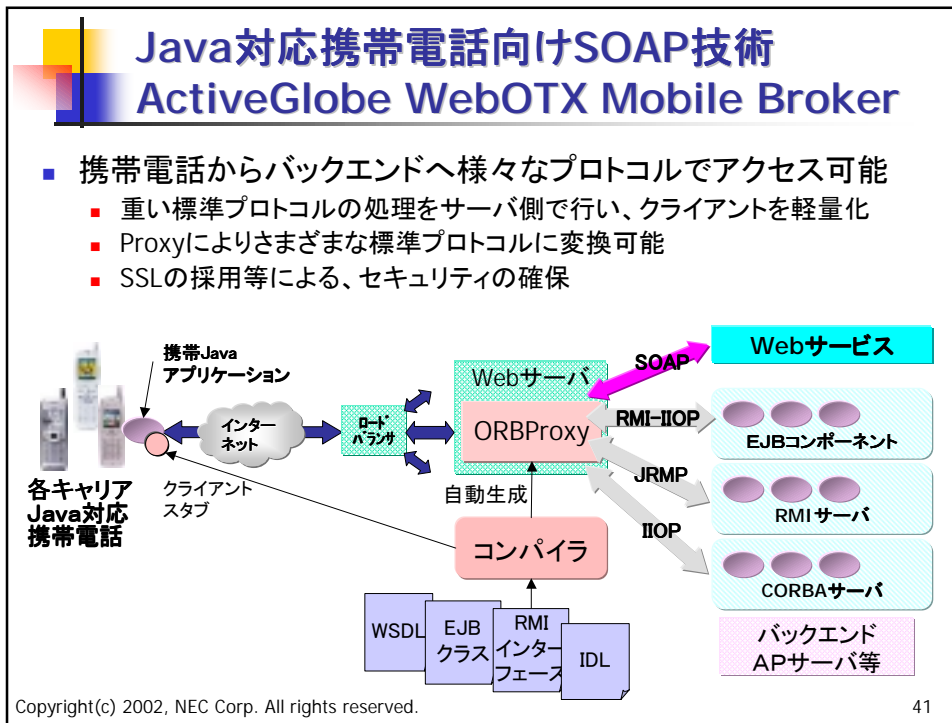 Java対応携帯電話向けSOAP技術
ActiveGlobe WebOTX Mobile Broker
携帯電話からバックエンドへ様々なプロトコルでアクセス可能
重い標準プロトコルの処理をサーバ側で行い、クライアントを軽量化
Proxyによりさまざまな標準プロトコルに変換可能
SSLの採用等による、セキュリティの確保
携帯Java
アプリケーション
インター
ネット
ロード
バランサ
Webサーバ
ORBProxy
SOAP
RMI-IIOP
JRMP
IIOP
Webサービス
EJBコンポーネント
RMIサーバ
CORBAサーバ
バックエンド
APサーバ等
各キャリア
Java対応
携帯電話
クライアント
スタブ
自動生成
コンパイラ
WSDL
EJB
クラス
RMI
インター
フェース
IDL
Copyright(c) 2002, NEC Corp. All rights reserved.
41